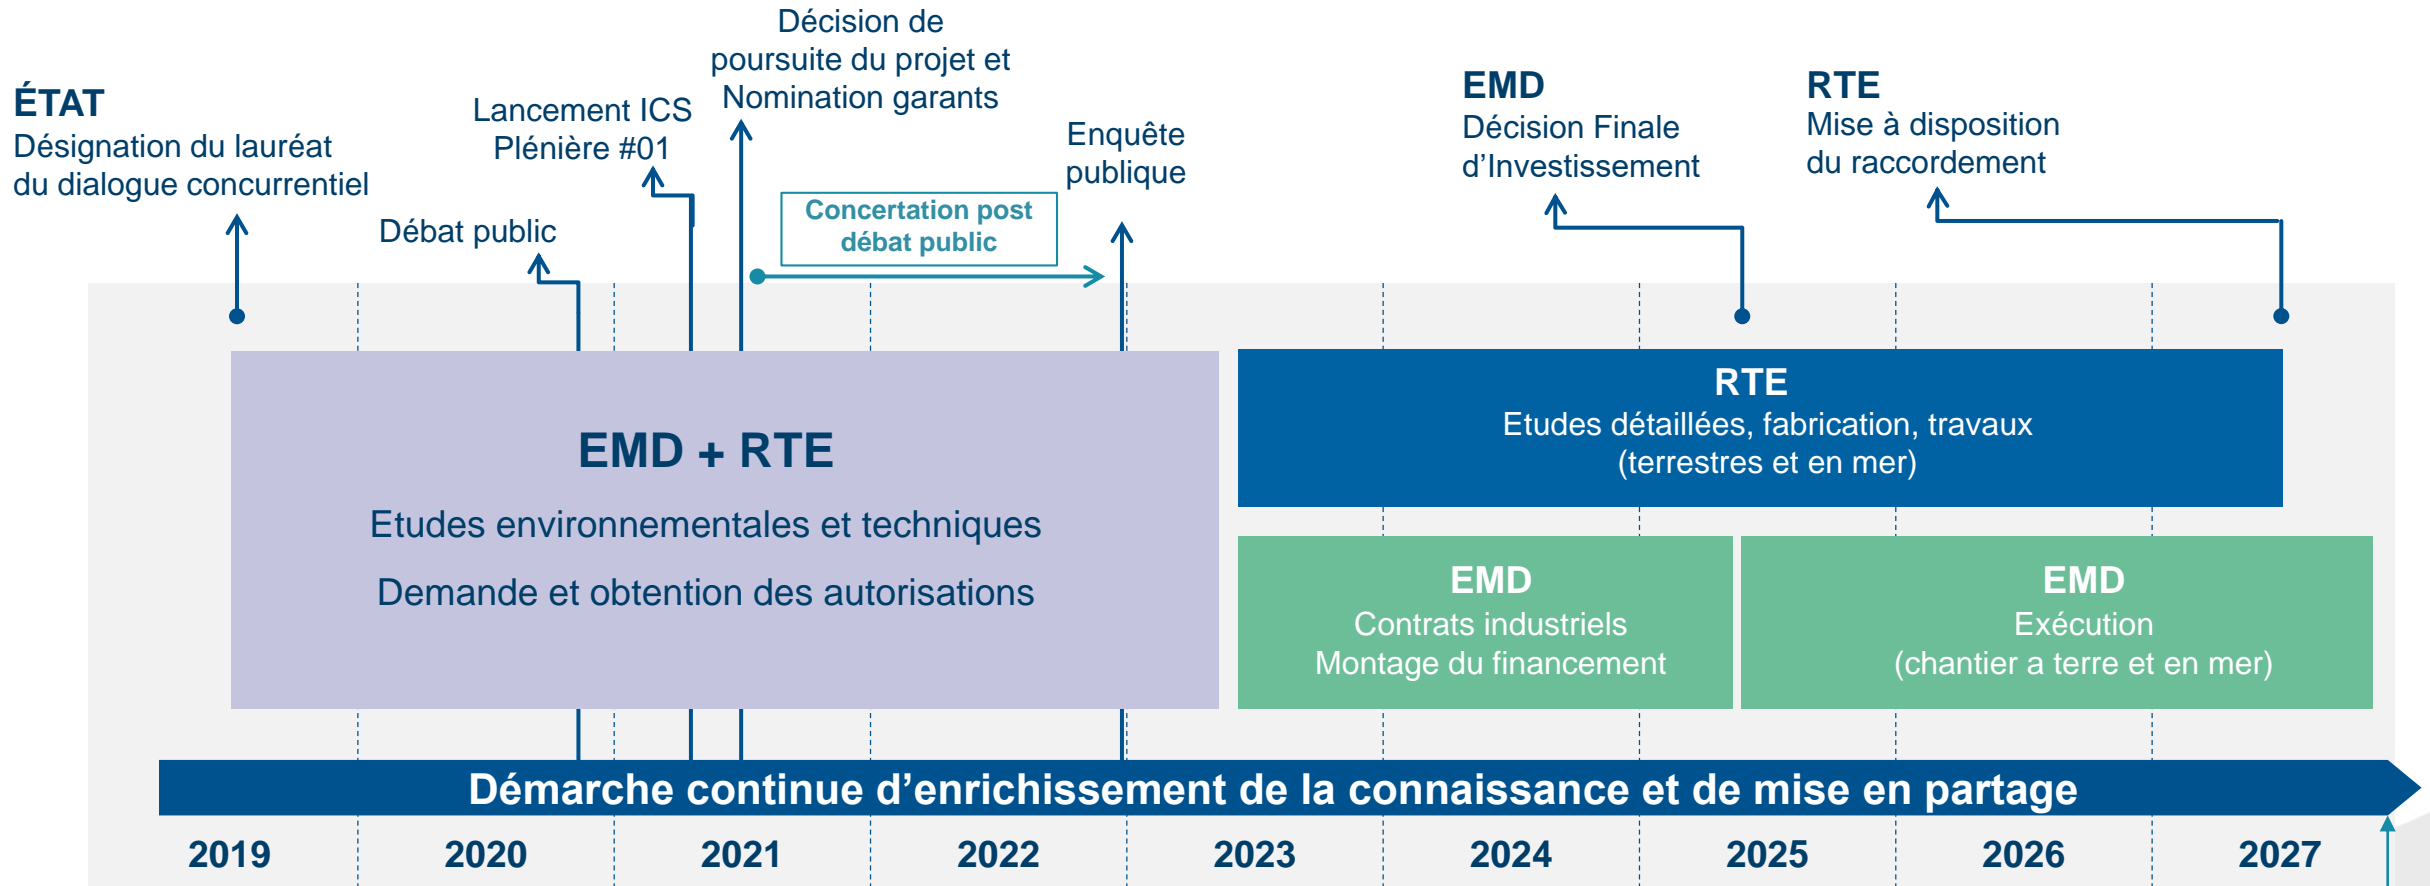 ÉTAT
Désignation du lauréat
du dialogue concurrentiel
Débat public
Lancement ICS
Plénière #01
Décision de
poursuite du projet et
Nomination garants
Concertation post
débat public
Enquête
publique
EMD
Décision Finale
d’Investissement
RTE
Mise à disposition
du raccordement
EMD + RTE
Etudes environnementales et techniques
Demande et obtention des autorisations
RTE
Etudes détaillées, fabrication, travaux
(terrestres et en mer)
EMD
Contrats industriels
Montage du financement
EMD
Exécution
(chantier a terre et en mer)
Démarche continue d’enrichissement de la connaissance et de mise en partage
2019 2020 2021 2022 2023 2024 2025 2026 2027